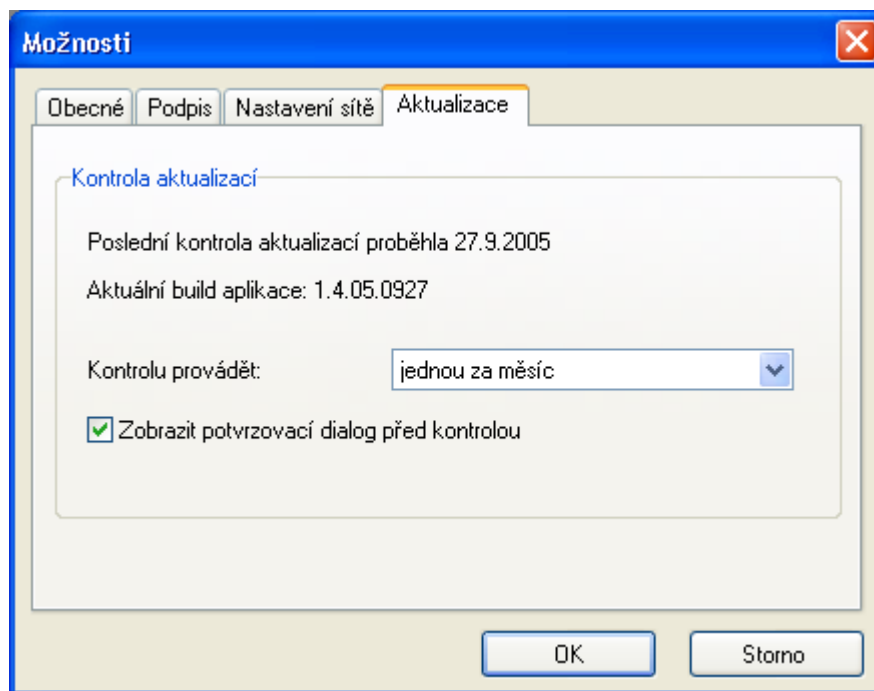 Možnosti
Obecné Podpis Nastavení sítě Aktualizace
Kontrola aktualizací
Poslední kontrola aktualizací proběhla 27.9.2005
Aktuální build aplikace: 1.4.05.0927
Kontrolu provádět: jednou za měsíc
Zobrazit potvrzovací dialog před kontrolou
OK Storno